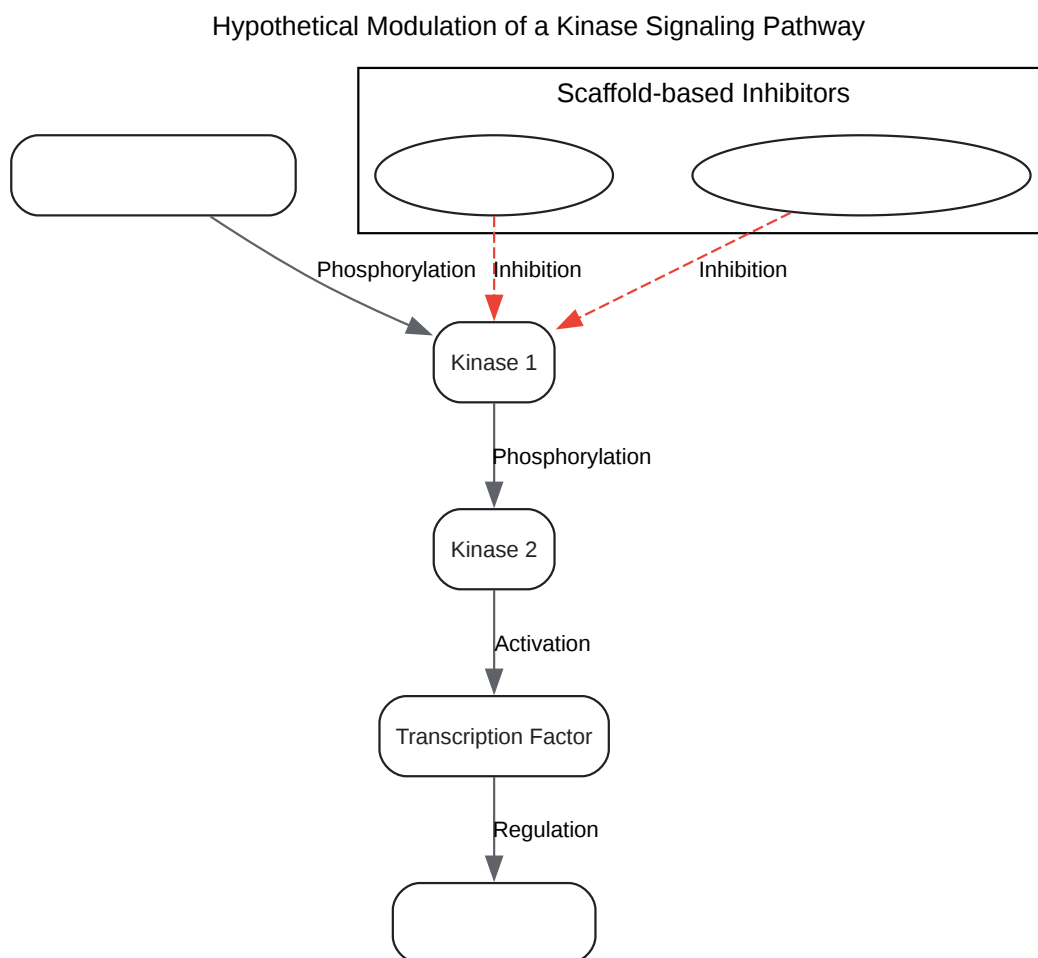 Hypothetical Modulation of a Kinase Signaling Pathway
Scaffold-based Inhibitors
Phosphorylation
Inhibition
Inhibition
Kinase 1
Phosphorylation
Kinase 2
Activation
Transcription Factor
Regulation